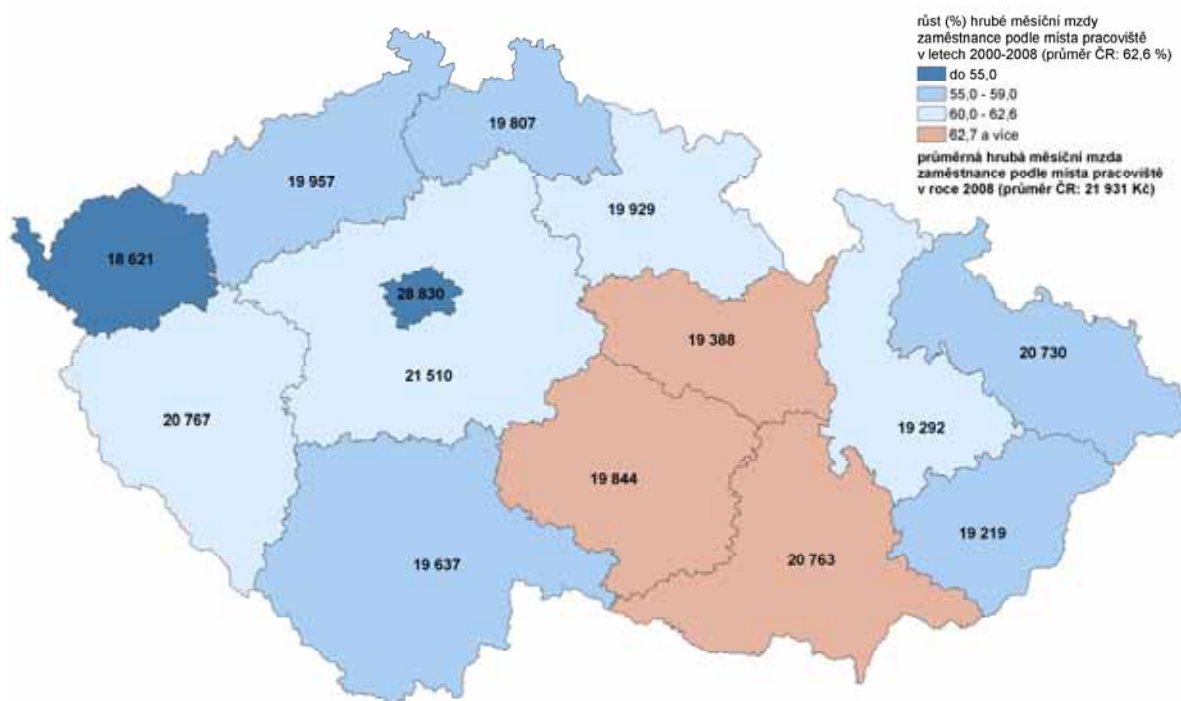 růst (%) hrubé měsíční mzdy
zaměstnance podle místa pracoviště
v letech 2000-2008 (průměr ČR: 62,6 %)
do 55,0
55,0 - 59,0
60,0 - 62,6
62,7 a více
průměrná hrubá měsíční mzda
zaměstnance podle místa pracoviště
v roce 2008 (průměr ČR: 21 931 Kč)
19 807
19 957
19 929
18 621
28 830
19 388
20 730
21 510
20 767
19 292
19 844
19 219
20 763
19 637